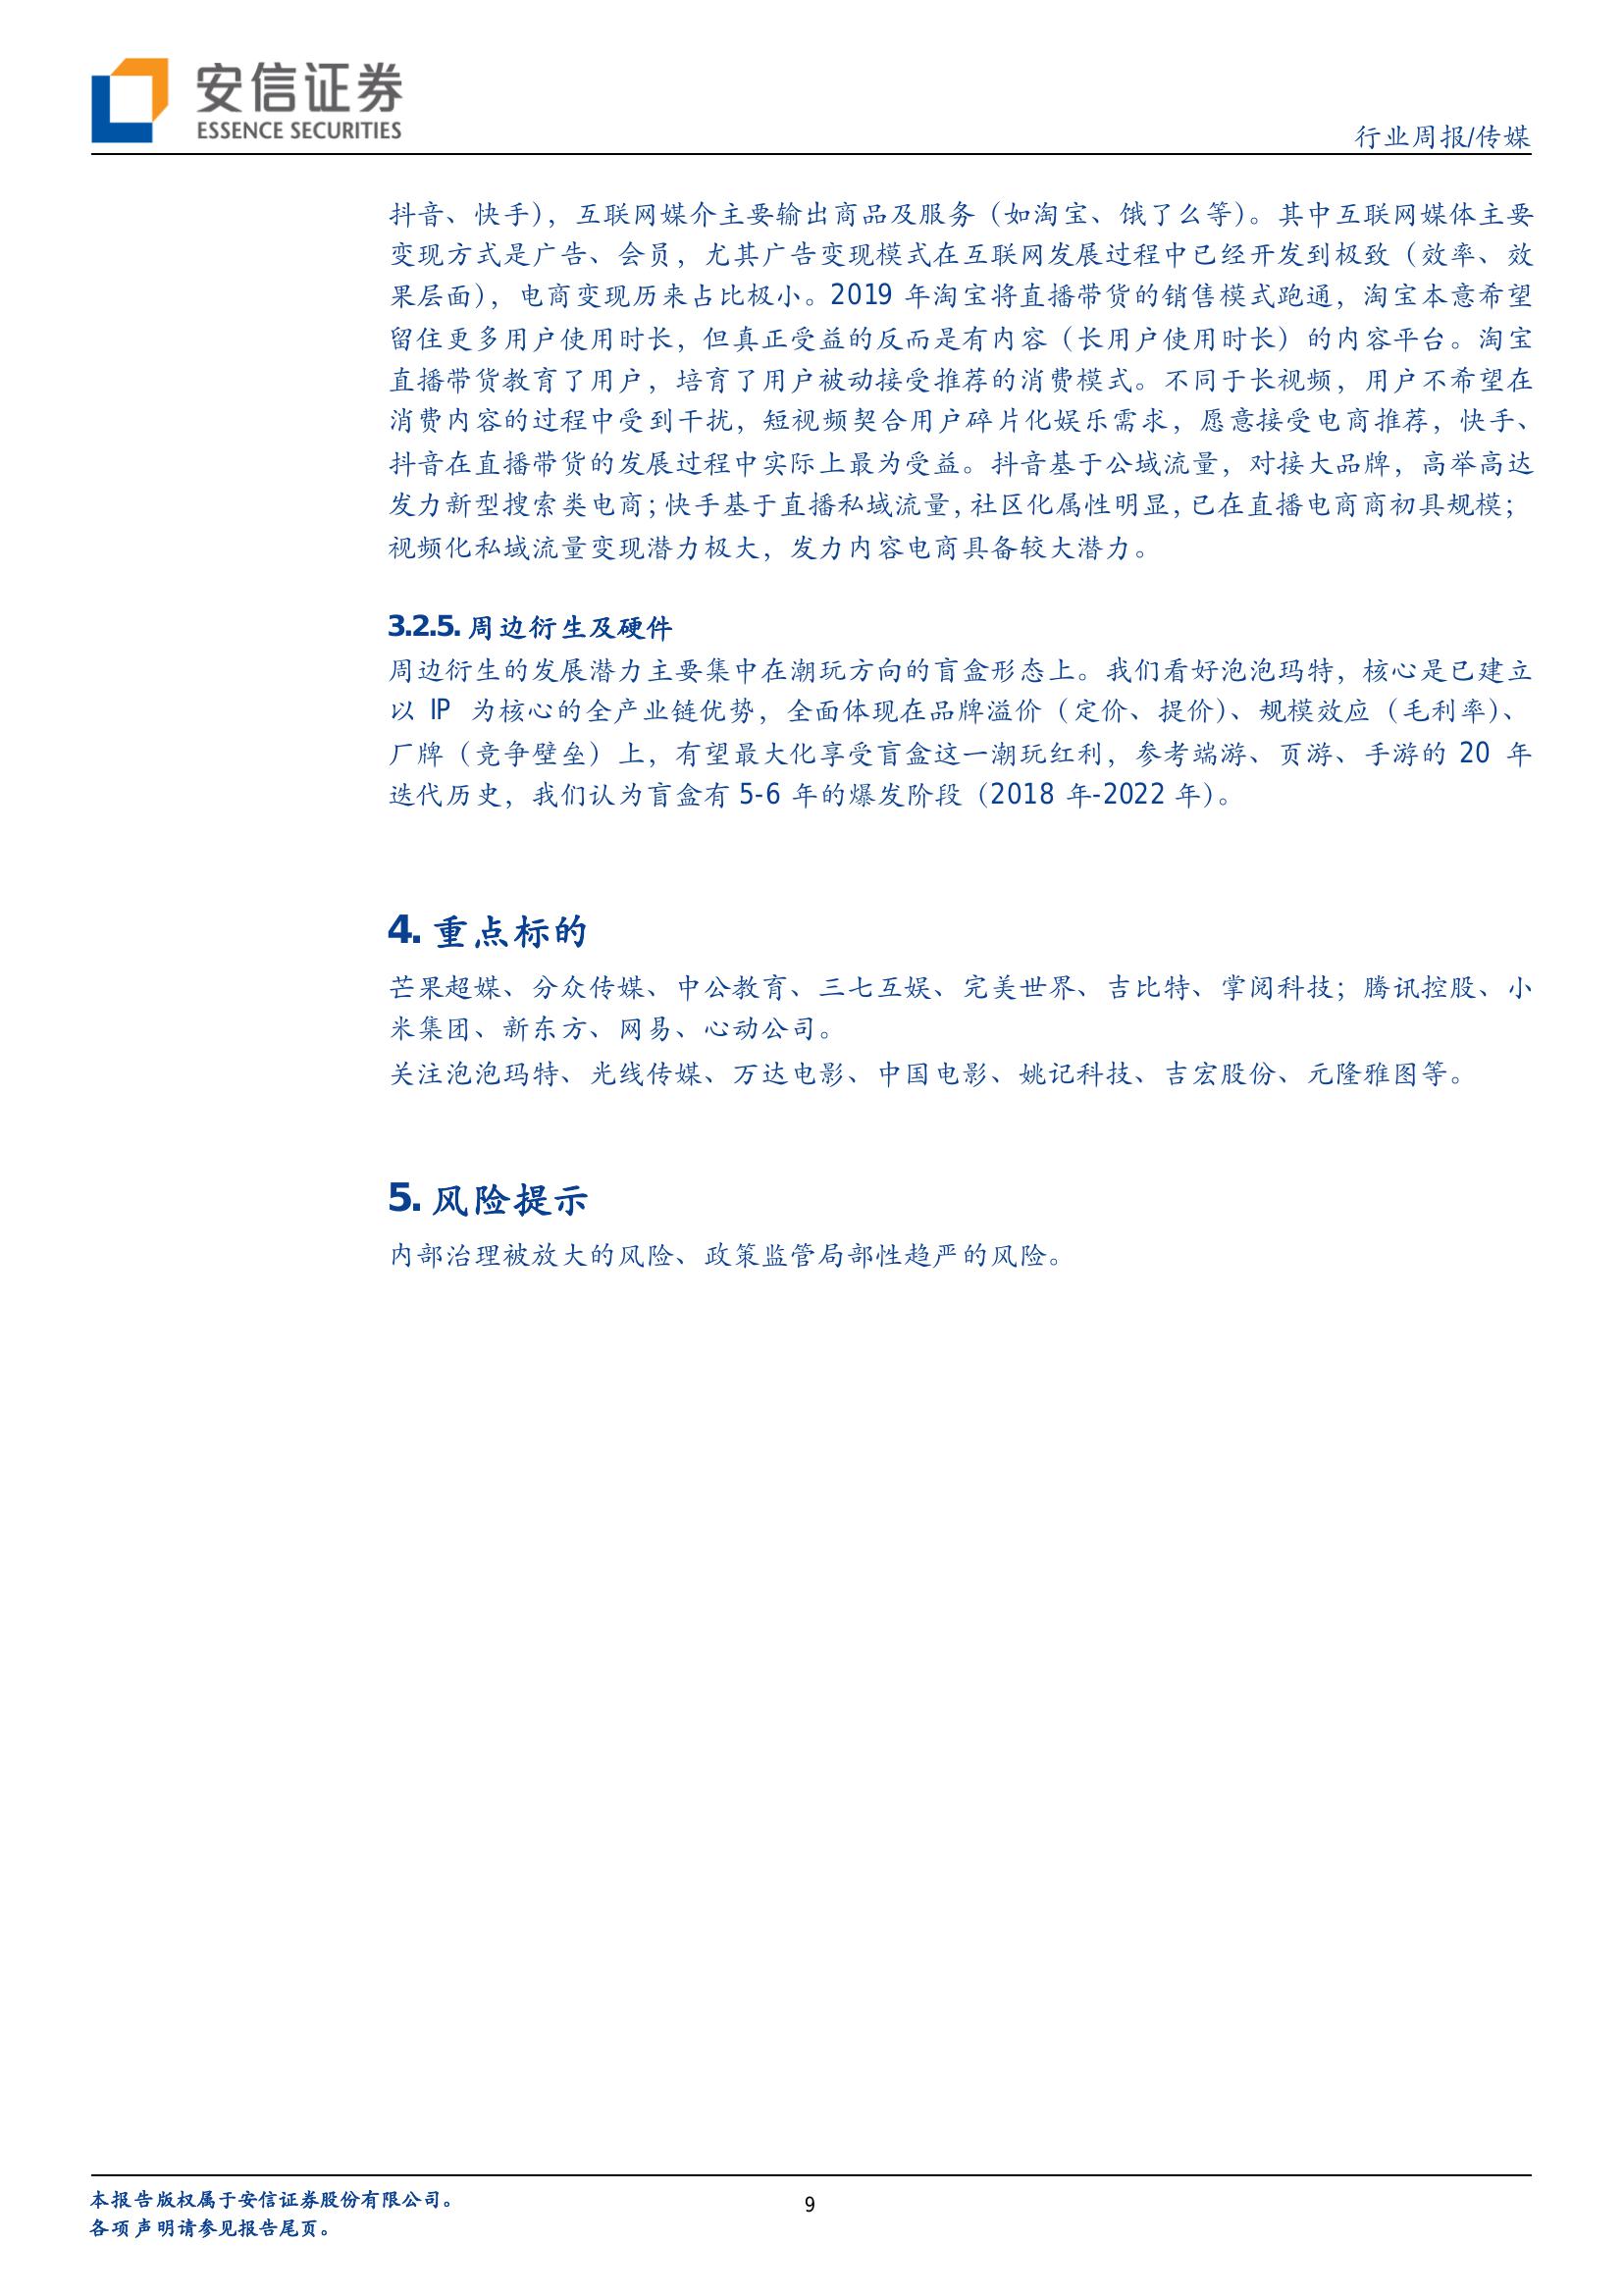 安信证券
ESSENCE SECURITIES
行业周报/传媒
抖音、快手），互联网媒介主要输出商品及服务（如淘宝、饿了么等）。其中互联网媒体主要
变现方式是广告、会员，尤其广告变现模式在互联网发展过程中已经开发到极致（效率、效
果层面），电商变现历来占比极小。2019 年淘宝将直播带货的销售模式跑通，淘宝本意希望
留住更多用户使用时长，但真正受益的反而是有内容（长用户使用时长）的内容平台。淘宝
直播带货教育了用户，培育了用户被动接受推荐的消费模式。不同于长视频，用户不希望在
消费内容的过程中受到干扰，短视频契合用户碎片化娱乐需求，愿意接受电商推荐，快手、
抖音在直播带货的发展过程中实际上最为受益。抖音基于公域流量，对接大品牌，高举高达
发力新型搜索类电商；快手基于直播私域流量，社区化属性明显，已在直播电商商初具规模；
视频化私域流量变现潜力极大，发力内容电商具备较大潜力。
3.2.5. 周边衍生及硬件
周边衍生的发展潜力主要集中在潮玩方向的盲盒形态上。我们看好泡泡玛特，核心是已建立
以 IP 为核心的全产业链优势，全面体现在品牌溢价（定价、提价）、规模效应（毛利率）、
厂牌（竞争壁垒）上，有望最大化享受盲盒这一潮玩红利，参考端游、页游、手游的 20 年
迭代历史，我们认为盲盒有 5-6 年的爆发阶段（2018 年-2022 年）。
4. 重点标的
芒果超媒、分众传媒、中公教育、三七互娱、完美世界、吉比特、掌阅科技；腾讯控股、小
米集团、新东方、网易、心动公司。
关注泡泡玛特、光线传媒、万达电影、中国电影、姚记科技、吉宏股份、元隆雅图等。
5. 风险提示
内部治理被放大的风险、政策监管局部性趋严的风险。
本报告版权属于安信证券股份有限公司。
各项声明请参见报告尾页。
9